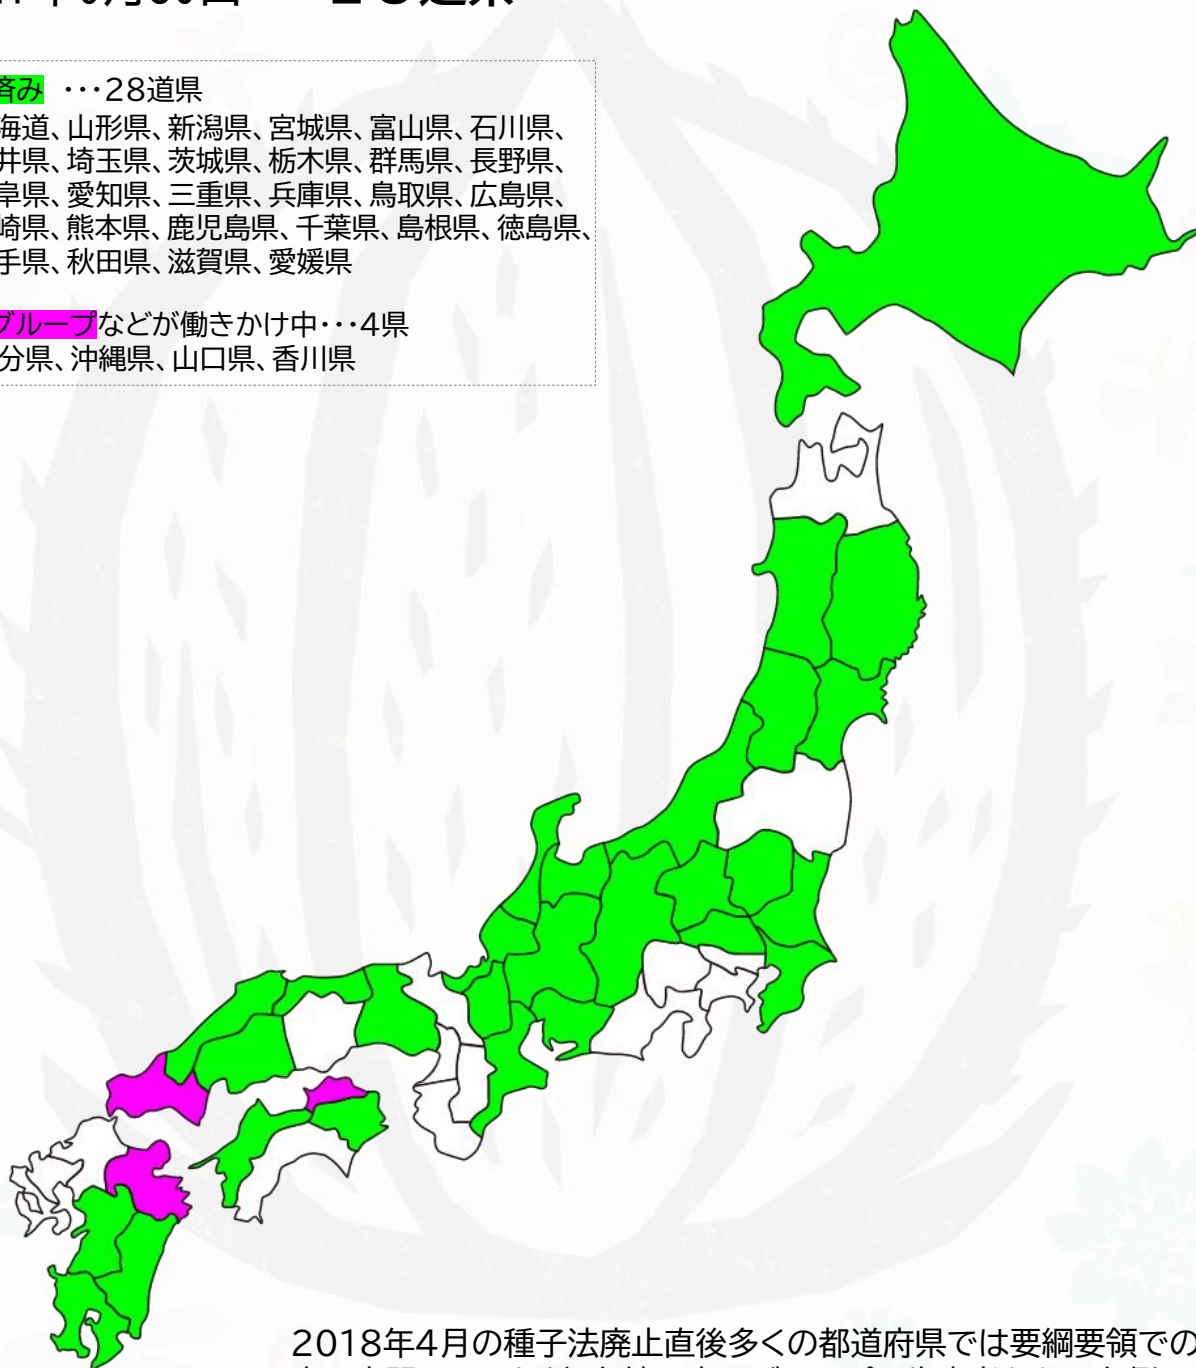 28道県
済み ・・・28道県
海道、山形県、新潟県、宮城県、富山県、石川県、
井県、埼玉県、茨城県、栃木県、群馬県、長野県、
阜県、愛知県、三重県、兵庫県、鳥取県、広島県、
崎県、熊本県、鹿児島県、千葉県、島根県、徳島県、
手県、秋田県、滋賀県、愛媛県
グループなどが働きかけ中・・・4県
分県、沖縄県、山口県、香川県
2018年4月の種子法廃止直後多くの都道府県では要綱要領での